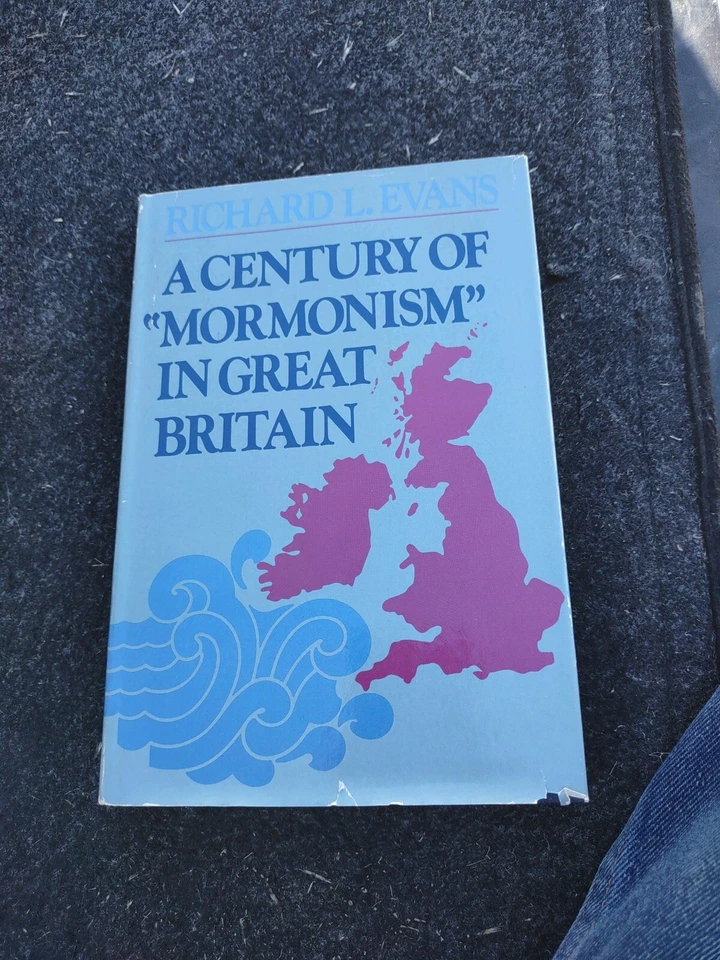 RICHARD L. EVANS
A CENTURY OF
“MORMONISM”
IN GREAT
BRITAIN